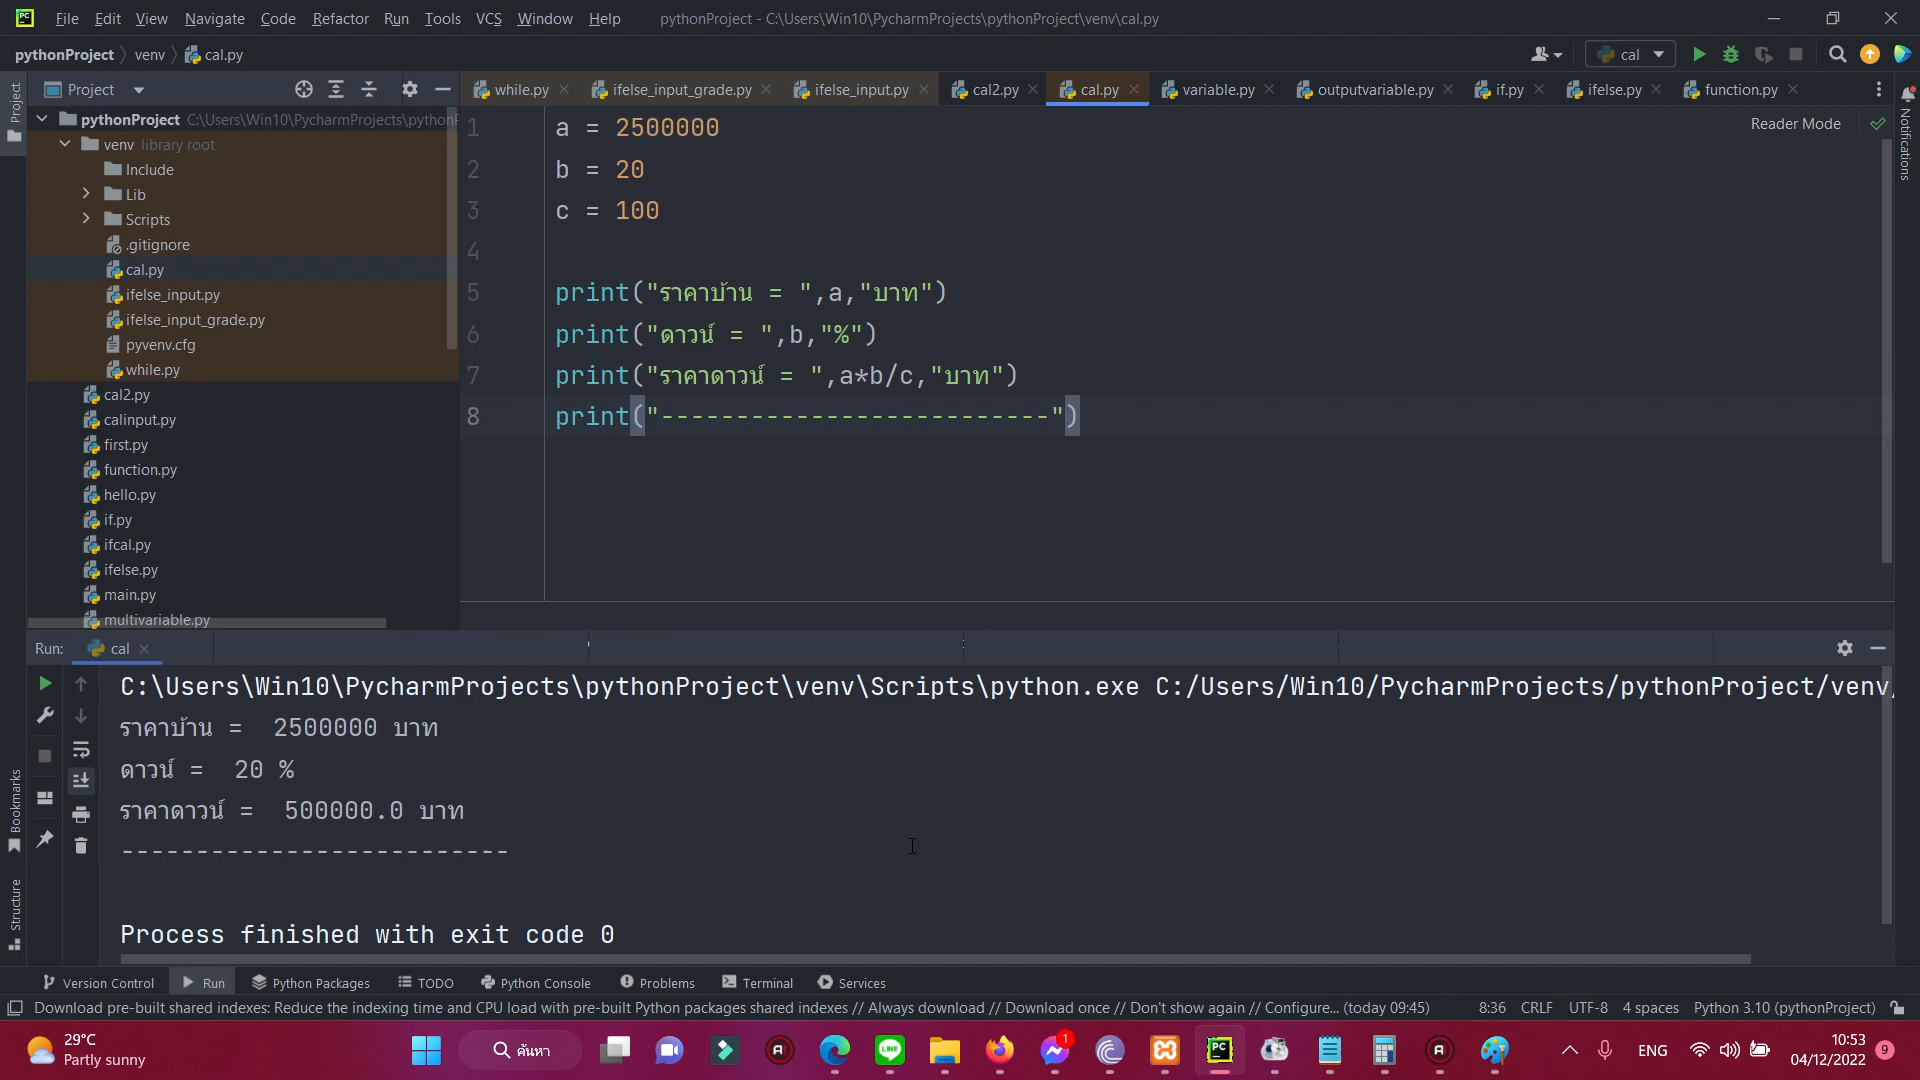 File Edit View Navigate Code Refactor Run Tools VCS Window Help pythonProject - C:\Users\Win10\PycharmProjects\pythonProject\venv\cal.py
pythonProject venv cal.py cal
Project while.py ifelse_input_grade.py ifelse_input.py cal2.py cal.py variable.py outputvariable.py if.py ifelse.py function.py
Project
Notifications
Reader Mode
pythonProject C:\Users\Win10\PycharmProjects\pythonP
venv library root
Include
Lib
Scripts
.gitignore
cal.py
ifelse_input.py
ifelse_input_grade.py
pyvenv.cfg
while.py
cal2.py
calinput.py
first.py
function.py
hello.py
if.py
ifcal.py
ifelse.py
main.py
multivariable.py
1 a = 2500000
2 b = 20
3 c = 100
4
5 print("ราคาบ้าน = ",a,"บาท")
6 print("ดาวน์ = ",b,"%")
7 print("ราคาดาวน์ = ",a*b/c,"บาท")
8 print("--------------------------")
Run: cal
C:\Users\Win10\PycharmProjects\pythonProject\venv\Scripts\python.exe C:/Users/Win10/PycharmProjects/pythonProject/venv/
ราคาบ้าน =  2500000 บาท
ดาวน์ =  20 %
ราคาดาวน์ =  500000.0 บาท
--------------------------
Process finished with exit code 0
Bookmarks
Structure
Version Control Run Python Packages TODO Python Console Problems Terminal Services
Download pre-built shared indexes: Reduce the indexing time and CPU load with pre-built Python packages shared indexes // Always download // Download once // Don't show again // Configure... (today 09:45) 8:36 CRLF UTF-8 4 spaces Python 3.10 (pythonProject)
29°C
Partly sunny
ค้นหา
LINE
1
PC
ENG
10:53
04/12/2022
9